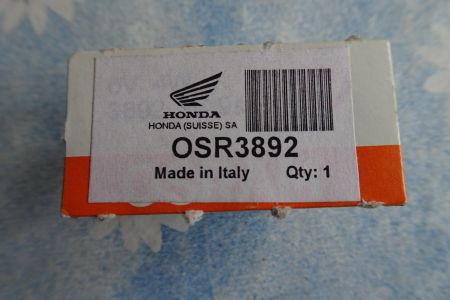 HONDA
HONDA (SUISSE) SA
OSR3892
Made in Italy Qty: 1